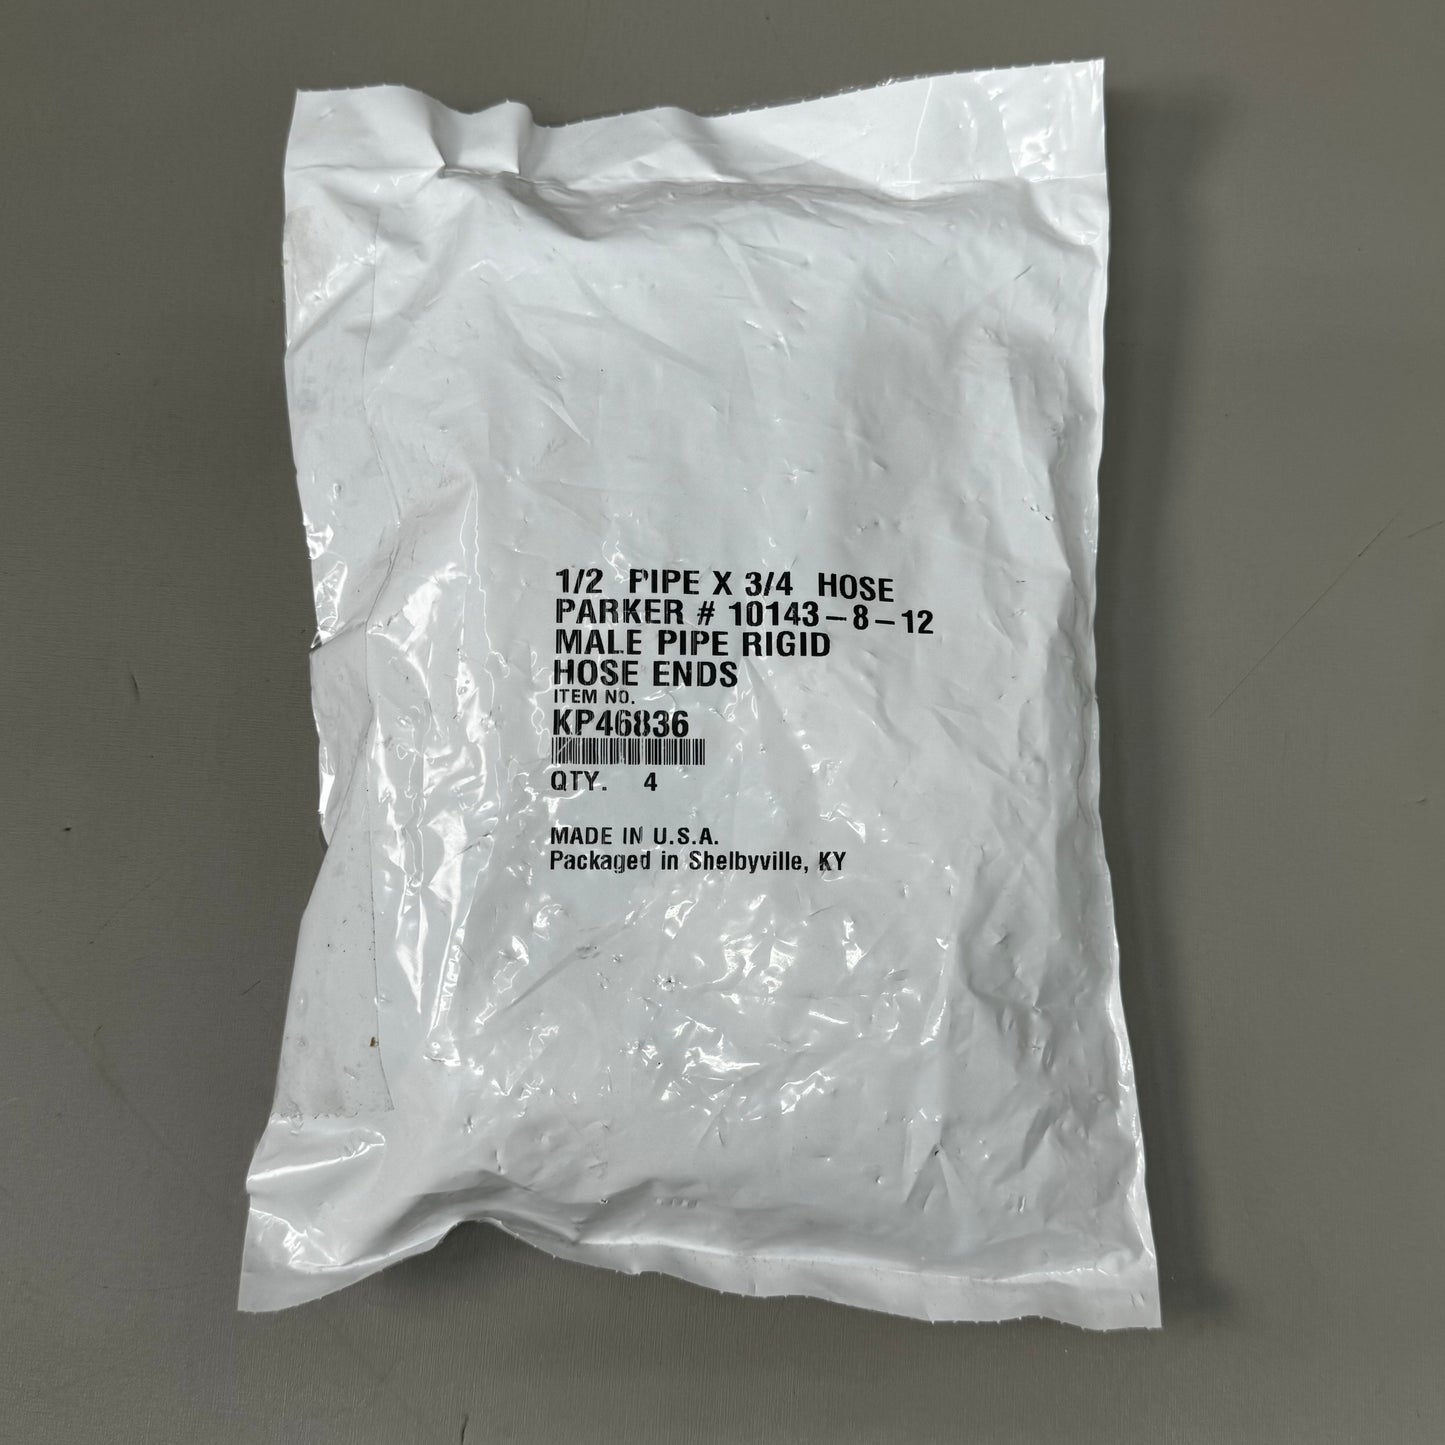 1/2 PIPE X 3/4 HOSE
PARKER # 10143-8-12
MALE PIPE RIGID
HOSE ENDS
ITEM NO.
KP46836
QTY. 4
MADE IN U.S.A.
Packaged in Shelbyville, KY